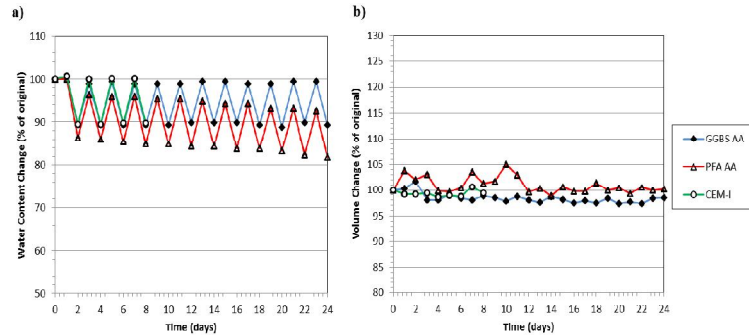 a)
Water Content Change (% of original)
110
100
90
80
70
60
50
0 2 4 6 8 10 12 14 16 18 20 22 24
Time (days)
b)
Volume Change (% of original)
130
125
120
115
110
105
100
95
90
85
80
0 2 4 6 8 10 12 14 16 18 20 22 24
Time (days)
GGBS AA
PFA AA
CEM-I